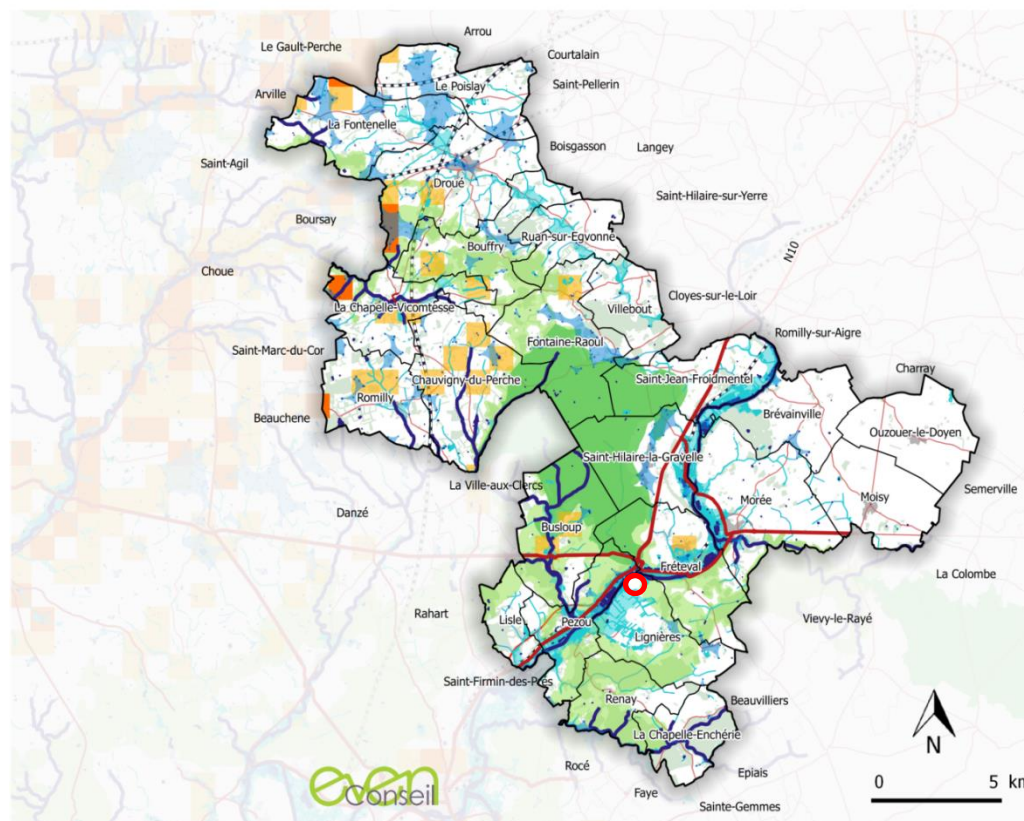 Arrou
Le Gault-Perche
Courtalain
Le Poislay
Saint-Pellerin
Arville
La Fontenelle
Boisgasson
Langey
Saint-Agil
Droué
Saint-Hilaire-sur-Yerre
Boursay
Ruan-sur-Egvonne
Bouffry
N10
Choue
Cloyes-sur-le-Loir
La Chapelle-Vicomtesse
Villebout
Romilly-sur-Aigre
Fontaine-Raoul
Saint-Marc-du-Cor
Charray
Chauvigny-du-Perche
Saint-Jean-Froidmentel
Romilly
Brévainville
Beauchene
Ouzouer-le-Doyen
Saint-Hilaire-la-Gravelle
La Ville-aux-Clercs
Semerville
Morée
Moisy
Danzé
Busloup
Fréteval
La Colombe
Rahart
Lisle
Pezou
Vievy-le-Rayé
Lignières
Saint-Firmin-des-Prés
Renay
Beauvilliers
La Chapelle-Enchérie
N
Rocé
Epiais
even
Conseil
Faye
0 5 km
Sainte-Gemmes